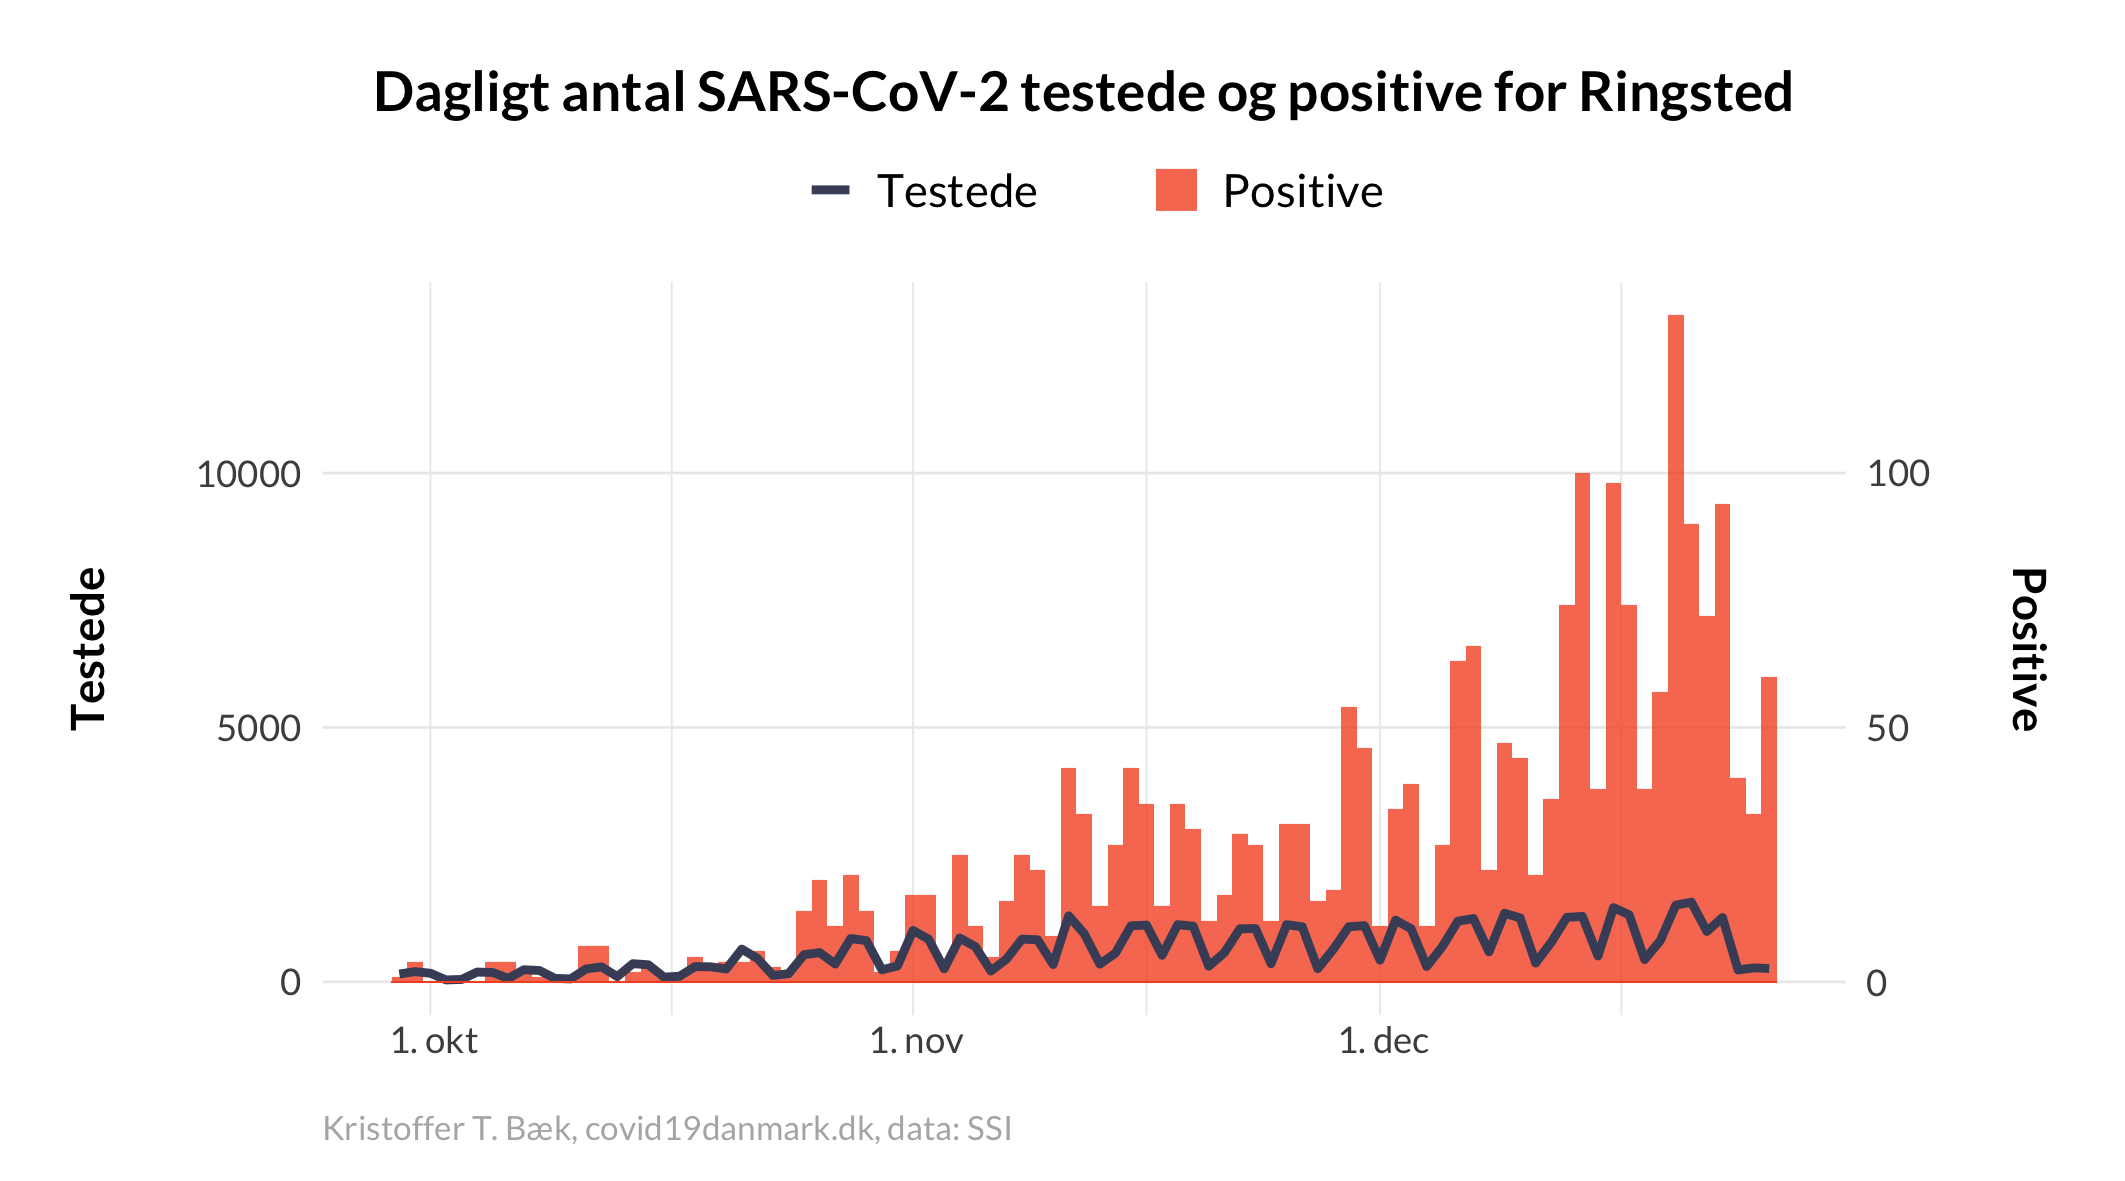 Dagligt antal SARS-CoV-2 testede og positive for Ringsted
Testede
Positive
10000
5000
0
Testede
100
50
0
Positive
1. okt
1. nov
1. dec
Kristoffer T. Bæk, covid19danmark.dk, data: SSI